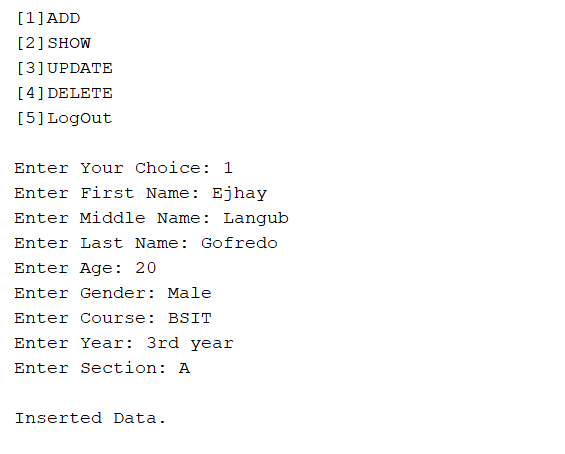 [1]ADD
[2]SHOW
[3]UPDATE
[4]DELETE
[5]LogOut
Enter Your Choice: 1
Enter First Name: Ejhay
Enter Middle Name: Langub
Enter Last Name: Gofredo
Enter Age: 20
Enter Gender: Male
Enter Course: BSIT
Enter Year: 3rd year
Enter Section: A
Inserted Data.